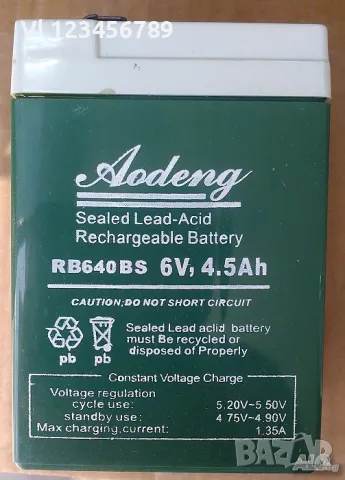 Vl 123456789
Aodeng
Sealed Lead-Acid
Rechargeable Battery
RB640BS 6V, 4.5Ah
CAUTION;DO NOT SHORT CIRCUIT
pb pb
Sealed Lead acid battery
must Be recycled or
disposed of Properly
Constant Voltage Charge
Voltage regulation
cycle use: 5.20V~5.50V
standby use: 4.75V~4.90V
Max charging,current: 1.35A
BAZAR